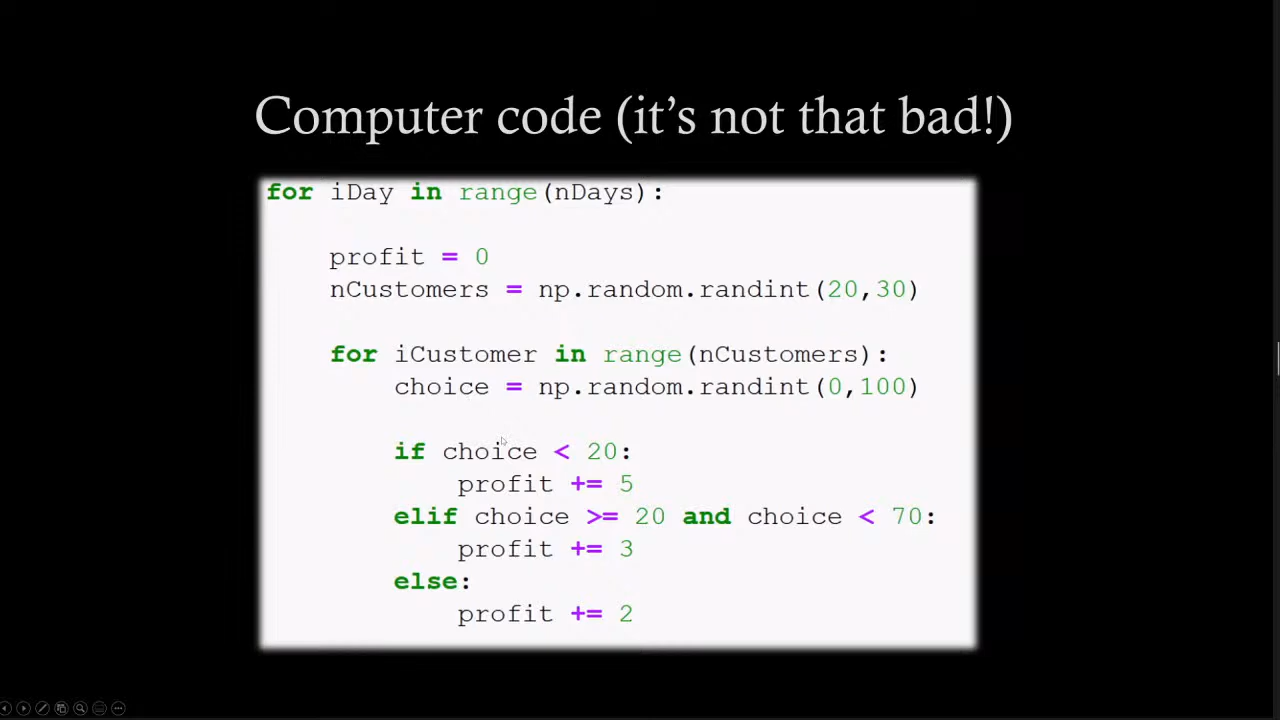 Computer code (it's not that bad!)
for iDay in range(nDays):
    profit = 0
    nCustomers = np.random.randint(20,30)
    for iCustomer in range(nCustomers):
        choice = np.random.randint(0,100)
        if choice < 20:
            profit += 5
        elif choice >= 20 and choice < 70:
            profit += 3
        else:
            profit += 2